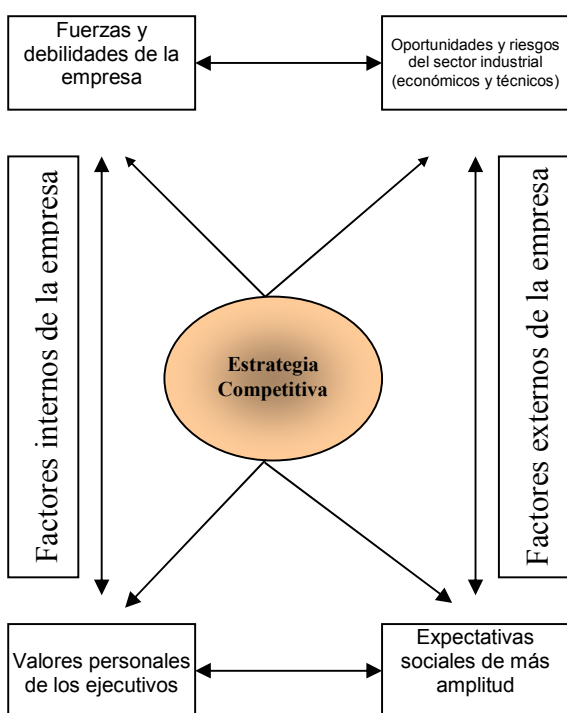 Fuerzas y
debilidades de la
empresa
Oportunidades y riesgos
del sector industrial
(económicos y técnicos)
Factores internos de la empresa
Factores externos de la empresa
Estrategia
Competitiva
Valores personales
de los ejecutivos
Expectativas
sociales de más
amplitud